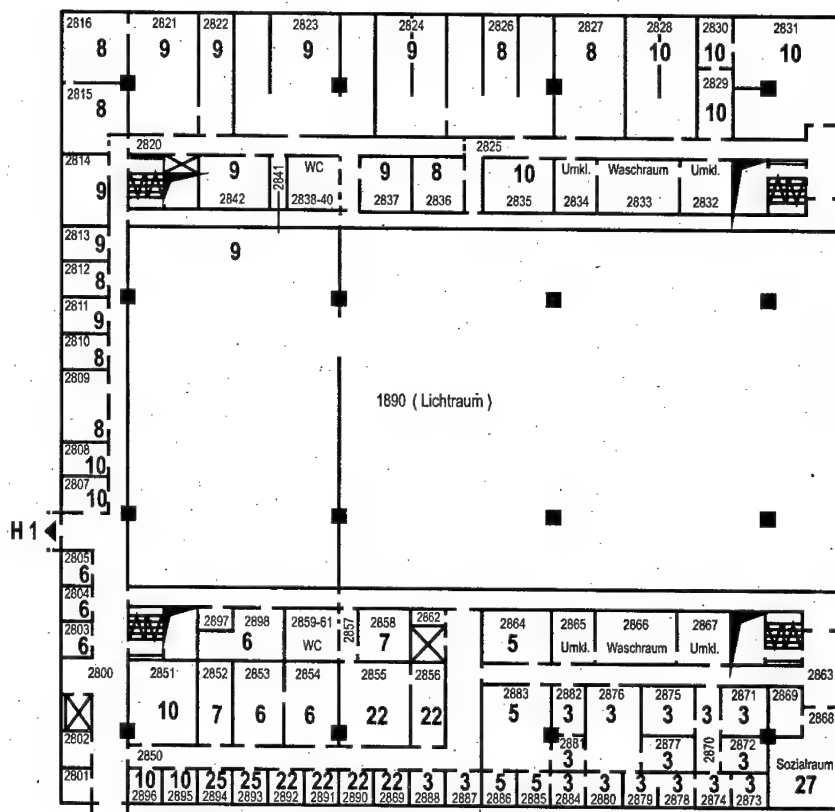 2816 2821 2822 2823 2824 2826 2827 2828 2830 2831
8 9 9 9 9 8 8 10 10 10
2815 2829
8 10
2820 2825
2814 9 WC 2841 9 8 10 Umkl. Waschraum Umkl.
9 2842 2838-40 2837 2836 2835 2834 2833 2832
2813
9 9
2812
8
2811
9
2810
8
2809
1890 ( Lichtraum )
8
2808
10
2807
10
H 1
2805
6
2804
6
2803 2897 2898 2859-61 2857 2858 2862 2864 2865 2866 2867
6 6 WC 7 5 Umkl. Waschraum Umkl.
2800 2851 2852 2853 2854 2855 2856 2863
2883 2882 2876 2875 2871 2869
10 7 6 6 22 22 5 3 3 3 3 3 2868
2802 2881 2877 2870 2872
3 3 3
2850 Sozialraum
2801 10 10 25 25 22 22 22 22 3 3 5 5 3 3 3 3 3 3 27
2896 2895 2894 2893 2892 2891 2890 2869 2888 2887 2886 2885 2884 2880 2879 2878 2874 2873